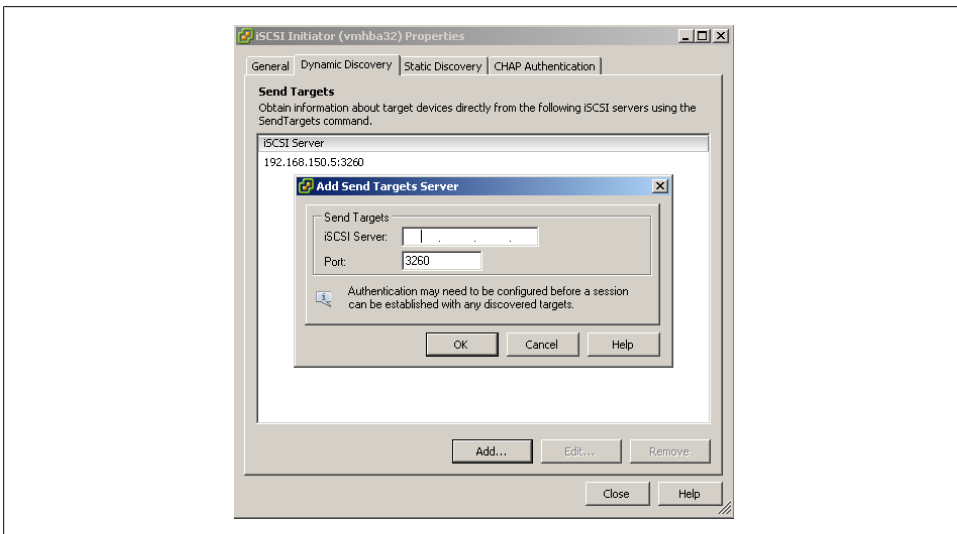 iSCSI Initiator (vmhba32) Properties
General Dynamic Discovery Static Discovery CHAP Authentication
Send Targets
Obtain information about target devices directly from the following iSCSI servers using the
SendTargets command.
iSCSI Server
192.168.150.5:3260
Add Send Targets Server
Send Targets
iSCSI Server: . . .
Port: 3260
Authentication may need to be configured before a session
can be established with any discovered targets.
OK Cancel Help
Add... Edit... Remove
Close Help